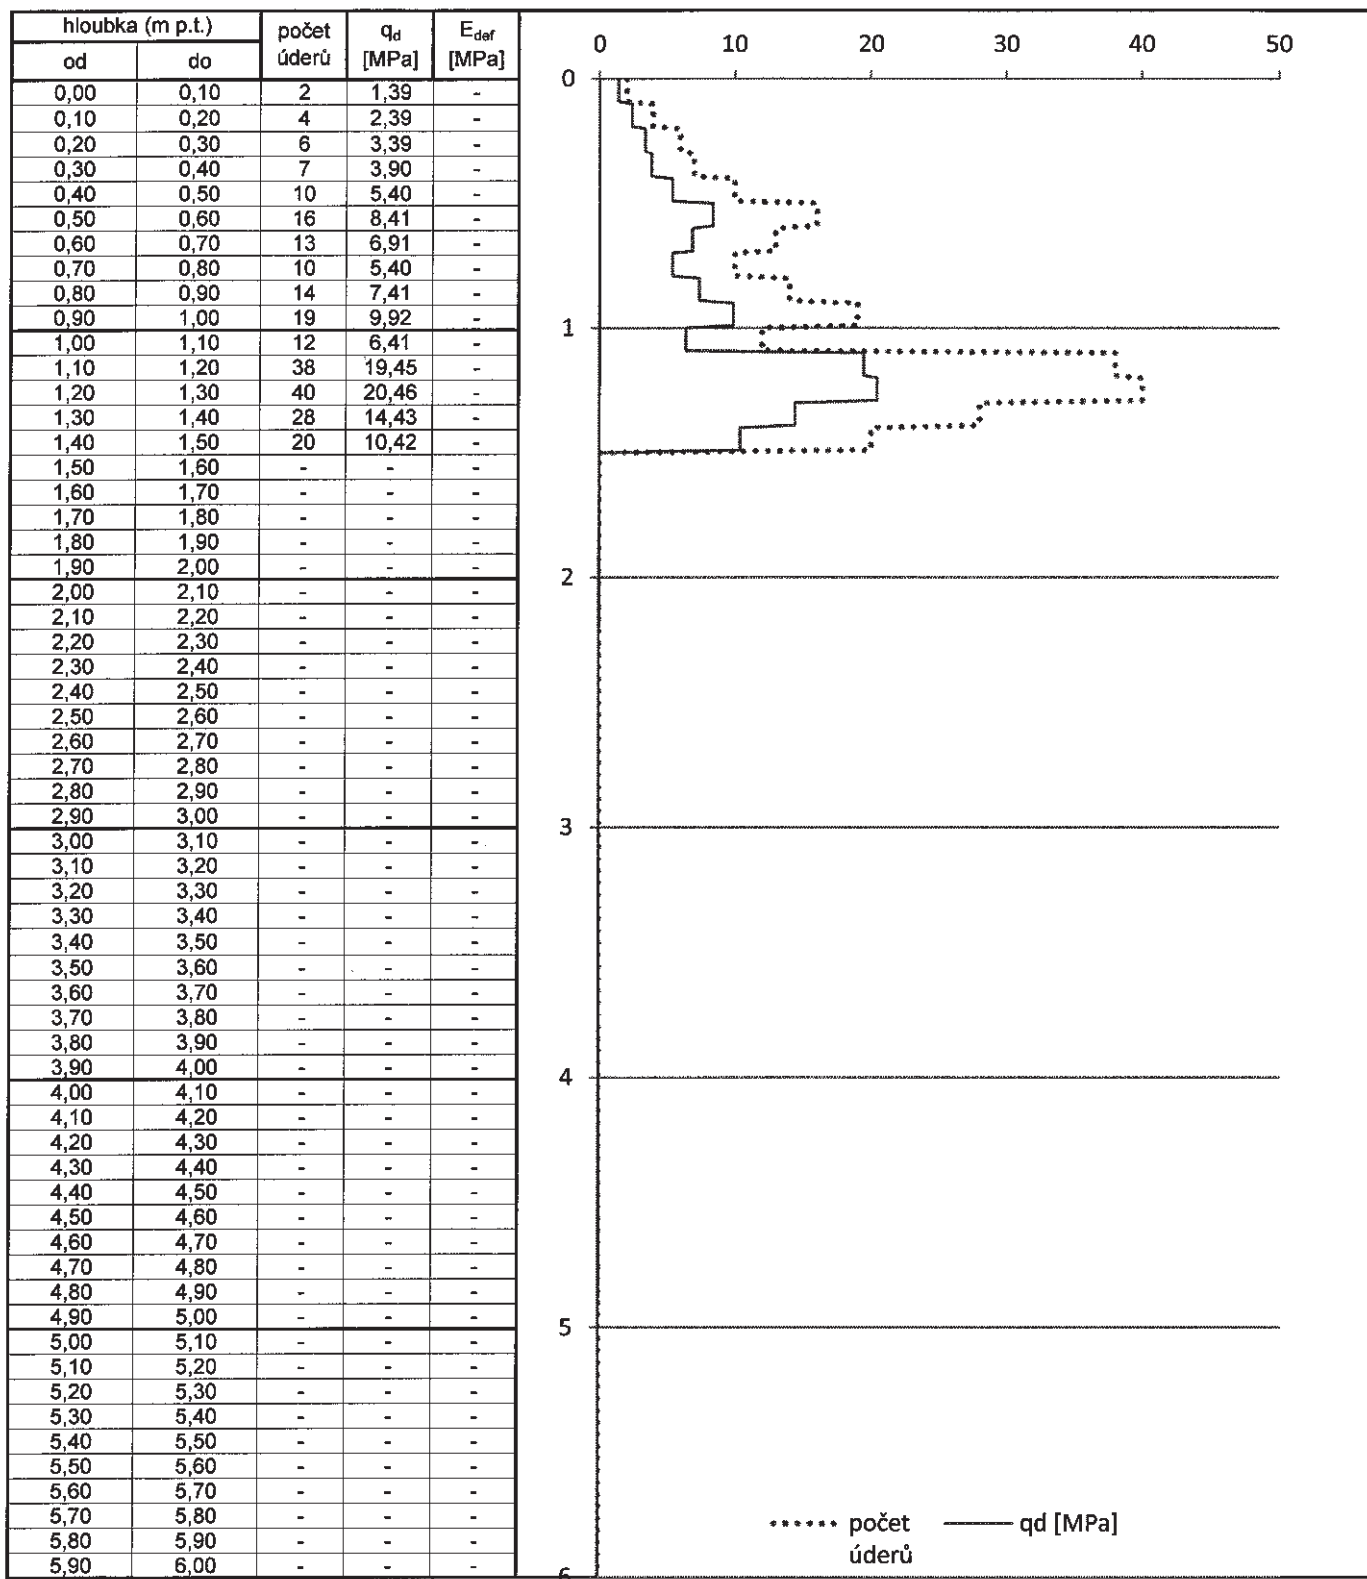 hloubka (m p.t.) počet úderů qd [MPa] Edef [MPa]
od do
0,00 0,10 2 1,39 -
0,10 0,20 4 2,39 -
0,20 0,30 6 3,39 -
0,30 0,40 7 3,90 -
0,40 0,50 10 5,40 -
0,50 0,60 16 8,41 -
0,60 0,70 13 6,91 -
0,70 0,80 10 5,40 -
0,80 0,90 14 7,41 -
0,90 1,00 19 9,92 -
1,00 1,10 12 6,41 -
1,10 1,20 38 19,45 -
1,20 1,30 40 20,46 -
1,30 1,40 28 14,43 -
1,40 1,50 20 10,42 -
1,50 1,60 - - -
1,60 1,70 - - -
1,70 1,80 - - -
1,80 1,90 - - -
1,90 2,00 - - -
2,00 2,10 - - -
2,10 2,20 - - -
2,20 2,30 - - -
2,30 2,40 - - -
2,40 2,50 - - -
2,50 2,60 - - -
2,60 2,70 - - -
2,70 2,80 - - -
2,80 2,90 - - -
2,90 3,00 - - -
3,00 3,10 - - -
3,10 3,20 - - -
3,20 3,30 - - -
3,30 3,40 - - -
3,40 3,50 - - -
3,50 3,60 - - -
3,60 3,70 - - -
3,70 3,80 - - -
3,80 3,90 - - -
3,90 4,00 - - -
4,00 4,10 - - -
4,10 4,20 - - -
4,20 4,30 - - -
4,30 4,40 - - -
4,40 4,50 - - -
4,50 4,60 - - -
4,60 4,70 - - -
4,70 4,80 - - -
4,80 4,90 - - -
4,90 5,00 - - -
5,00 5,10 - - -
5,10 5,20 - - -
5,20 5,30 - - -
5,30 5,40 - - -
5,40 5,50 - - -
5,50 5,60 - - -
5,60 5,70 - - -
5,70 5,80 - - -
5,80 5,90 - - -
5,90 6,00 - - -
0 10 20 30 40 50
0
1
2
3
4
5
6
počet úderů
qd [MPa]